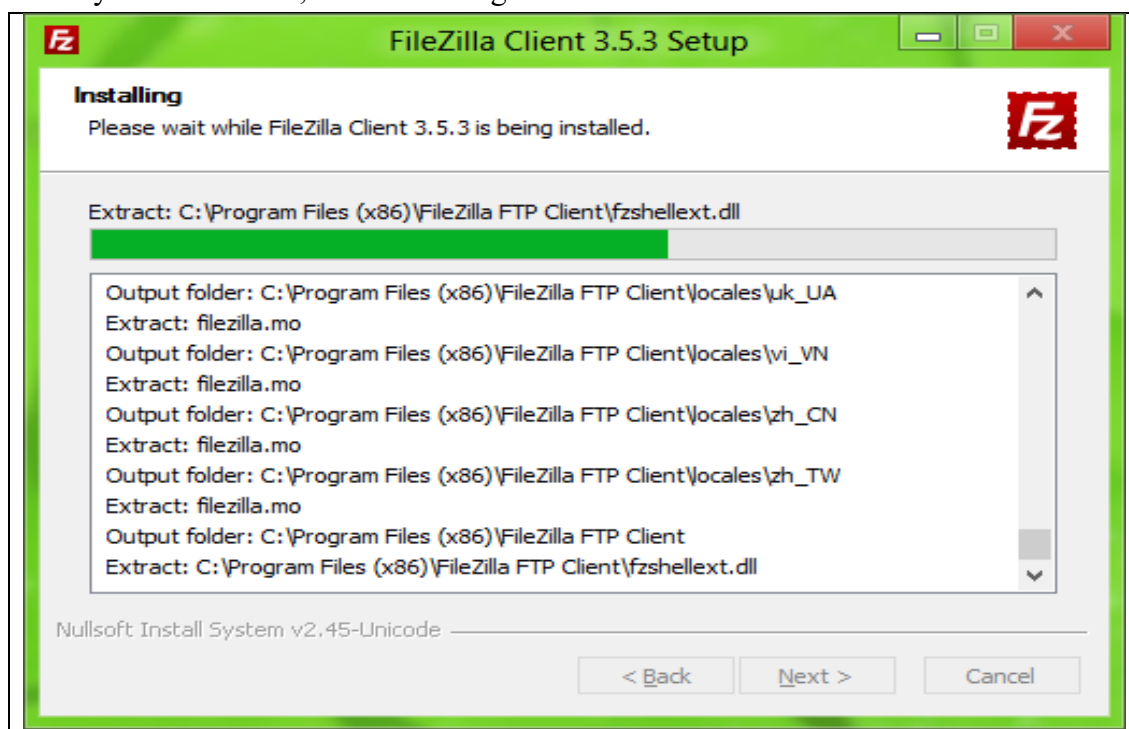 Fz
FileZilla Client 3.5.3 Setup
Installing
Please wait while FileZilla Client 3.5.3 is being installed.
Fz
Extract: C:\Program Files (x86)\FileZilla FTP Client\fzshellext.dll
Output folder: C:\Program Files (x86)\FileZilla FTP Client\locales\uk_UA
Extract: filezilla.mo
Output folder: C:\Program Files (x86)\FileZilla FTP Client\locales\vi_VN
Extract: filezilla.mo
Output folder: C:\Program Files (x86)\FileZilla FTP Client\locales\zh_CN
Extract: filezilla.mo
Output folder: C:\Program Files (x86)\FileZilla FTP Client\locales\zh_TW
Extract: filezilla.mo
Output folder: C:\Program Files (x86)\FileZilla FTP Client
Extract: C:\Program Files (x86)\FileZilla FTP Client\fzshellext.dll
Nullsoft Install System v2.45-Unicode
< Back Next > Cancel